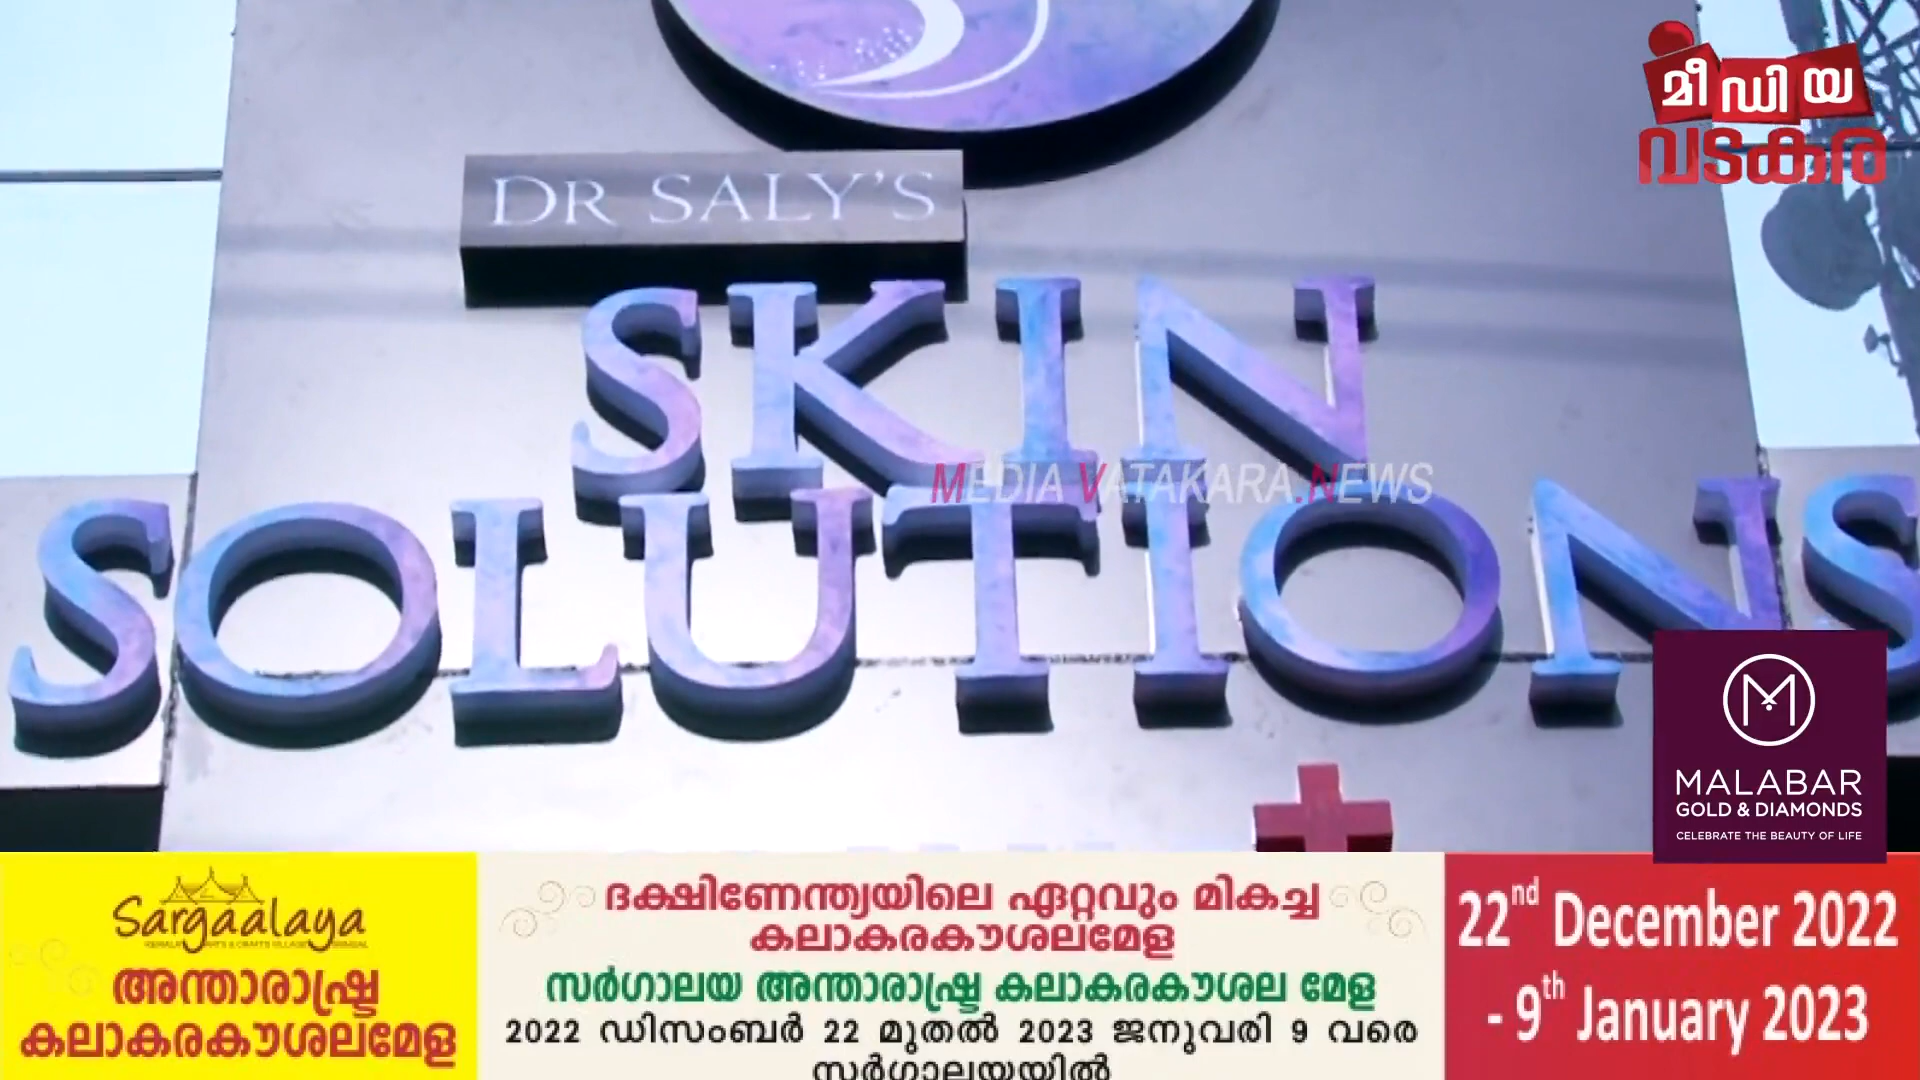 മീഡിയ
വടകര
DR SALY'S
SKIN
MEDIA VATAKARA.NEWS
SOLUTIONS
MALABAR
GOLD & DIAMONDS
CELEBRATE THE BEAUTY OF LIFE
Sargaalaya
അന്താരാഷ്ട്ര
കലാകരകൗശലമേള
ദക്ഷിണേന്ത്യയിലെ ഏറ്റവും മികച്ച
കലാകരകൗശലമേള
സർഗാലയ അന്താരാഷ്ട്ര കലാകരകൗശല മേള
2022 ഡിസംബർ 22 മുതൽ 2023 ജനുവരി 9 വരെ
സർഗാലയയിൽ
22nd December 2022
- 9th January 2023